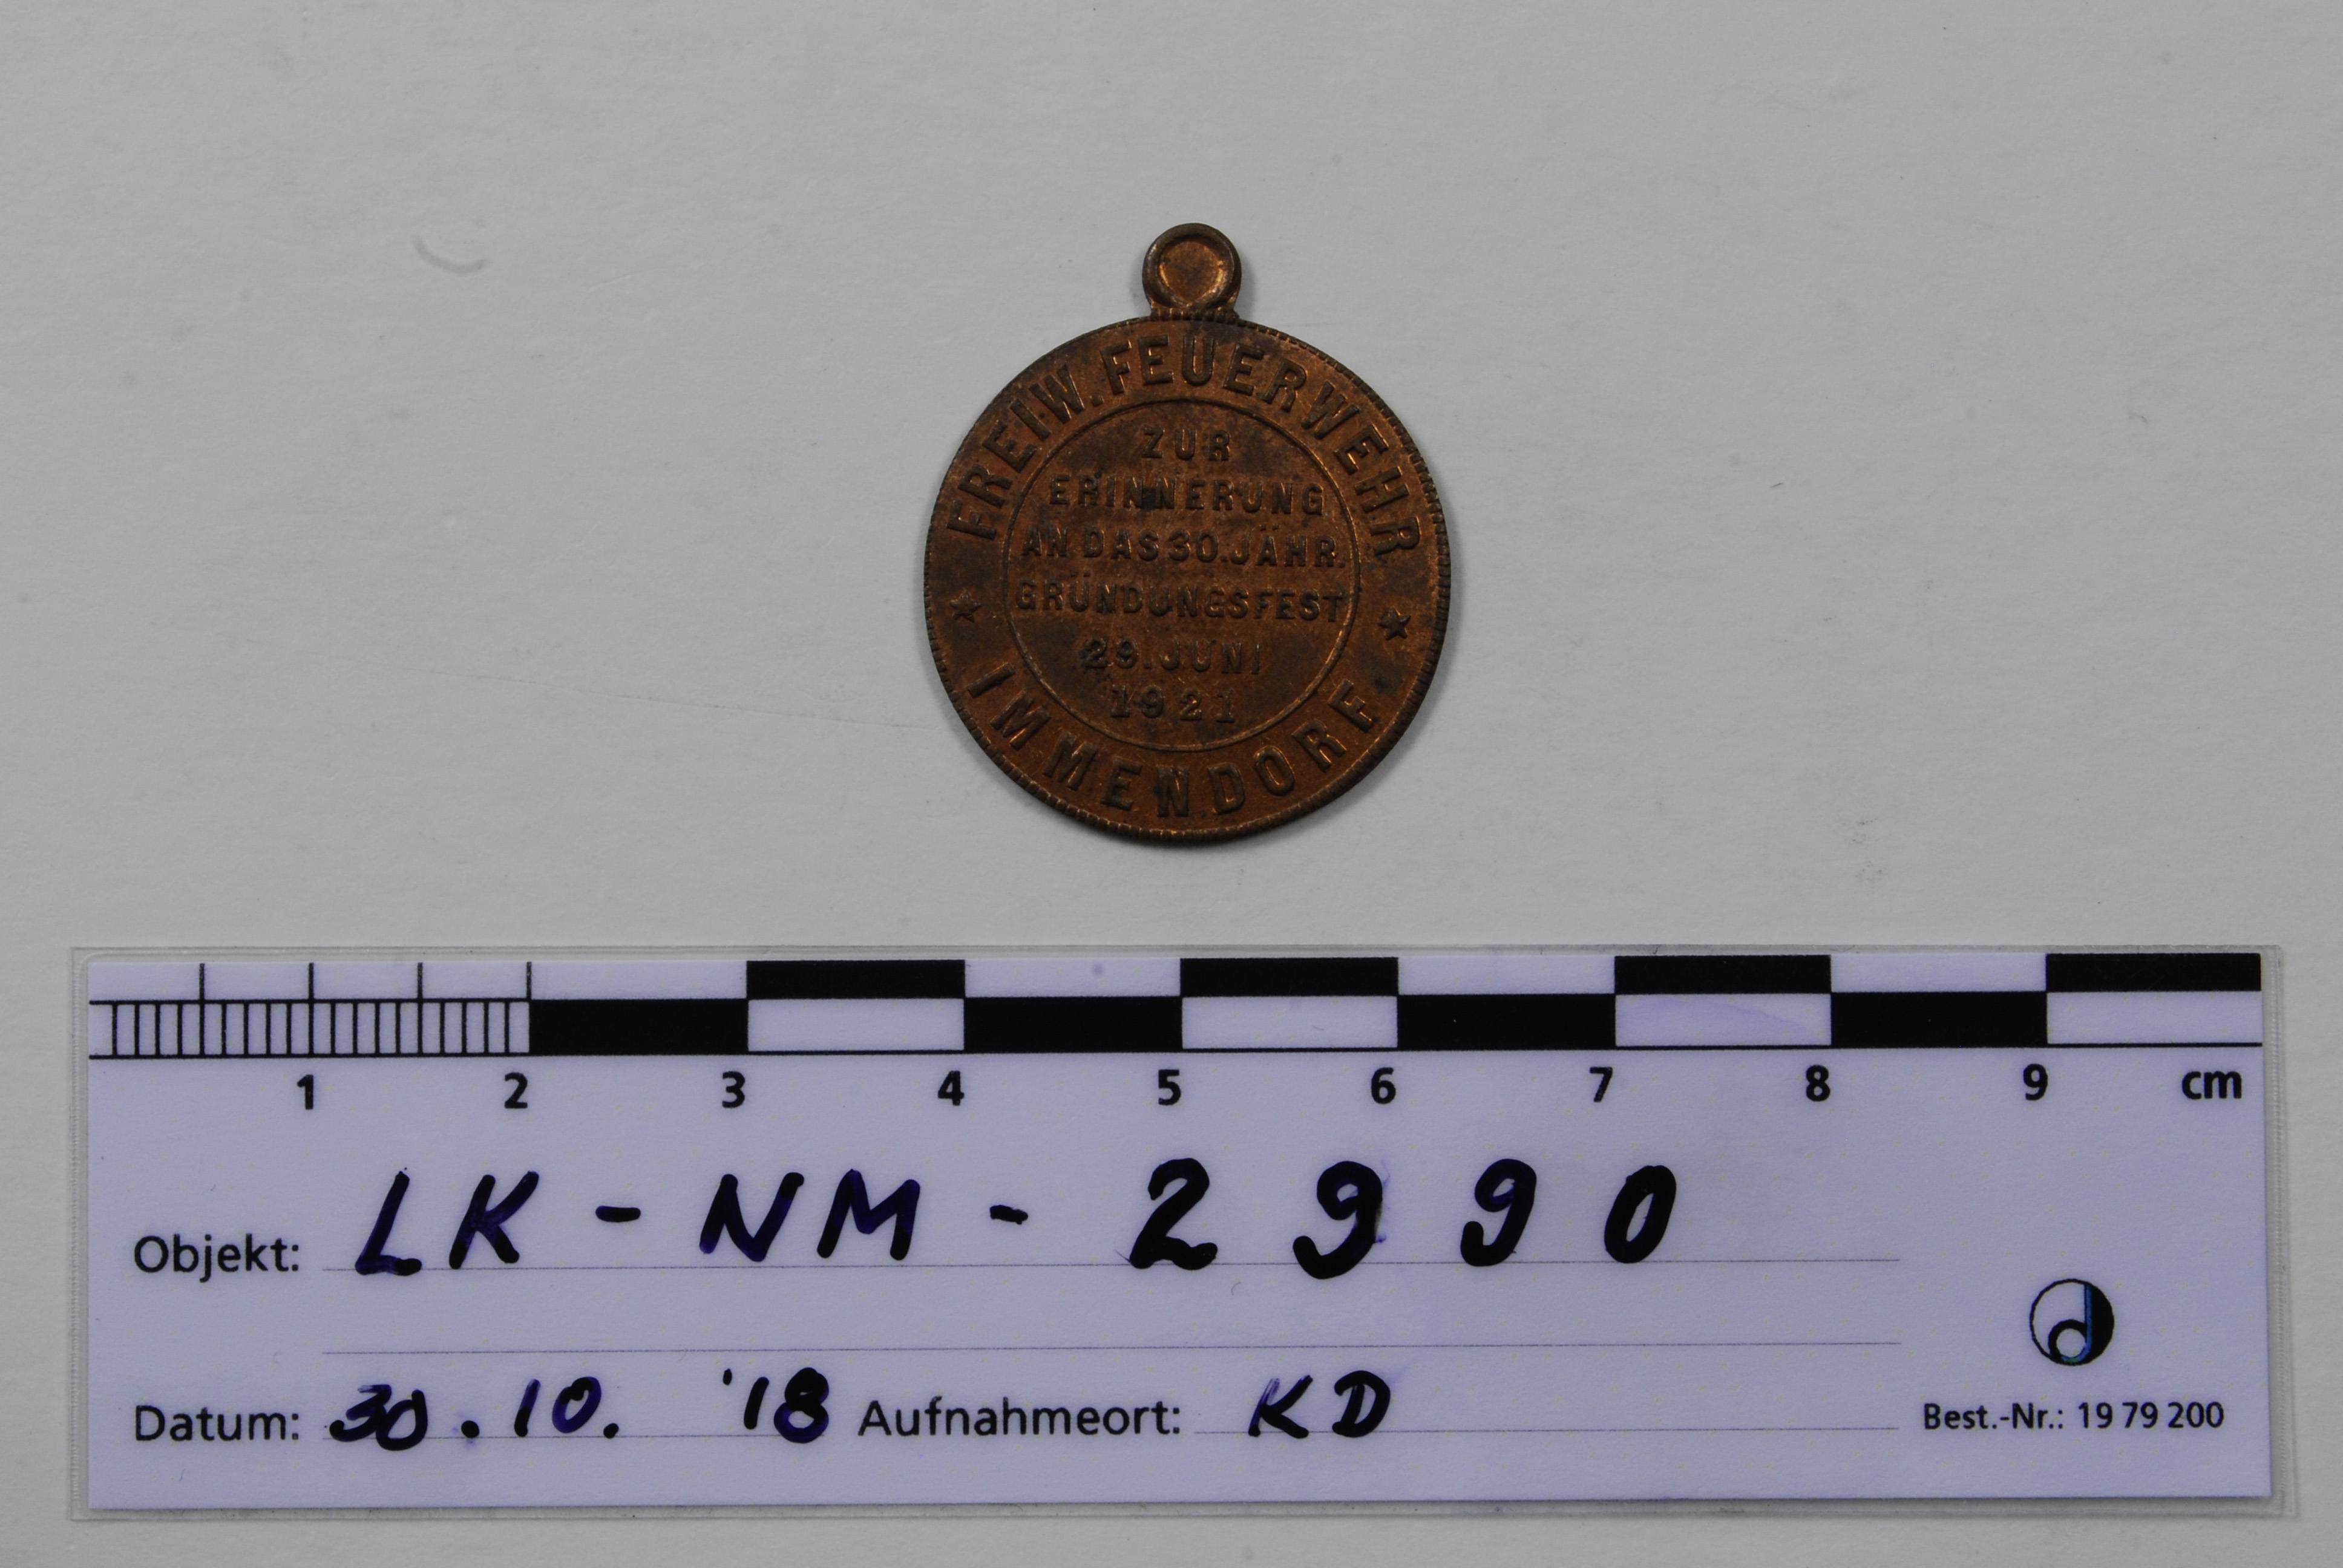 FREIW. FEUERWEHR
ZUR
ERINNERUNG
AN DAS 30.JÄHR.
GRÜNDUNGSFEST
29.JUNI
1921
IMMENDORF
1 2 3 4 5 6 7 8 9 cm
Objekt: LK-NM-2990
Datum: 30.10. '18 Aufnahmeort: KD
Best.-Nr.: 19 79 200